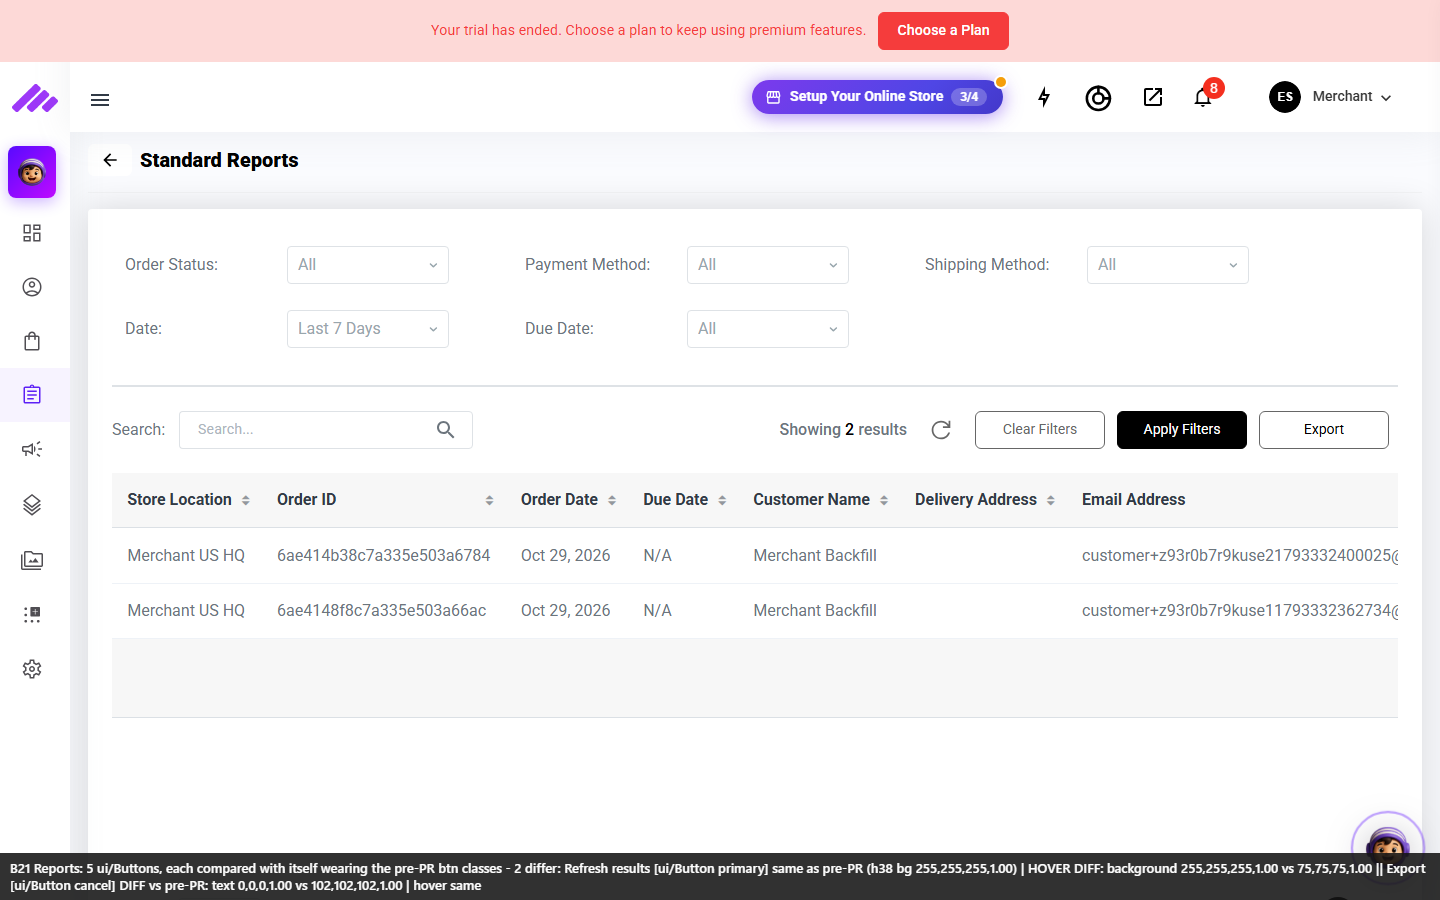 Your trial has ended. Choose a plan to keep using premium features. Choose a Plan
Setup Your Online Store 3/4 8 ES Merchant
Standard Reports
Order Status: All Payment Method: All Shipping Method: All
Date: Last 7 Days Due Date: All
Search: Search... Showing 2 results Clear Filters Apply Filters Export
Store Location Order ID Order Date Due Date Customer Name Delivery Address Email Address
Merchant US HQ 6ae414b38c7a335e503a6784 Oct 29, 2026 N/A Merchant Backfill customer+z93r0b7r9kuse21793332400025@
Merchant US HQ 6ae4148f8c7a335e503a66ac Oct 29, 2026 N/A Merchant Backfill customer+z93r0b7r9kuse11793332362734@
B21 Reports: 5 ui/Buttons, each compared with itself wearing the pre-PR btn classes - 2 differ: Refresh results [ui/Button primary] same as pre-PR (h38 bg 255,255,255,1.00) | HOVER DIFF: background 255,255,255,1.00 vs 75,75,75,1.00 || Export
[ui/Button cancel] DIFF vs pre-PR: text 0,0,0,1.00 vs 102,102,102,1.00 | hover same